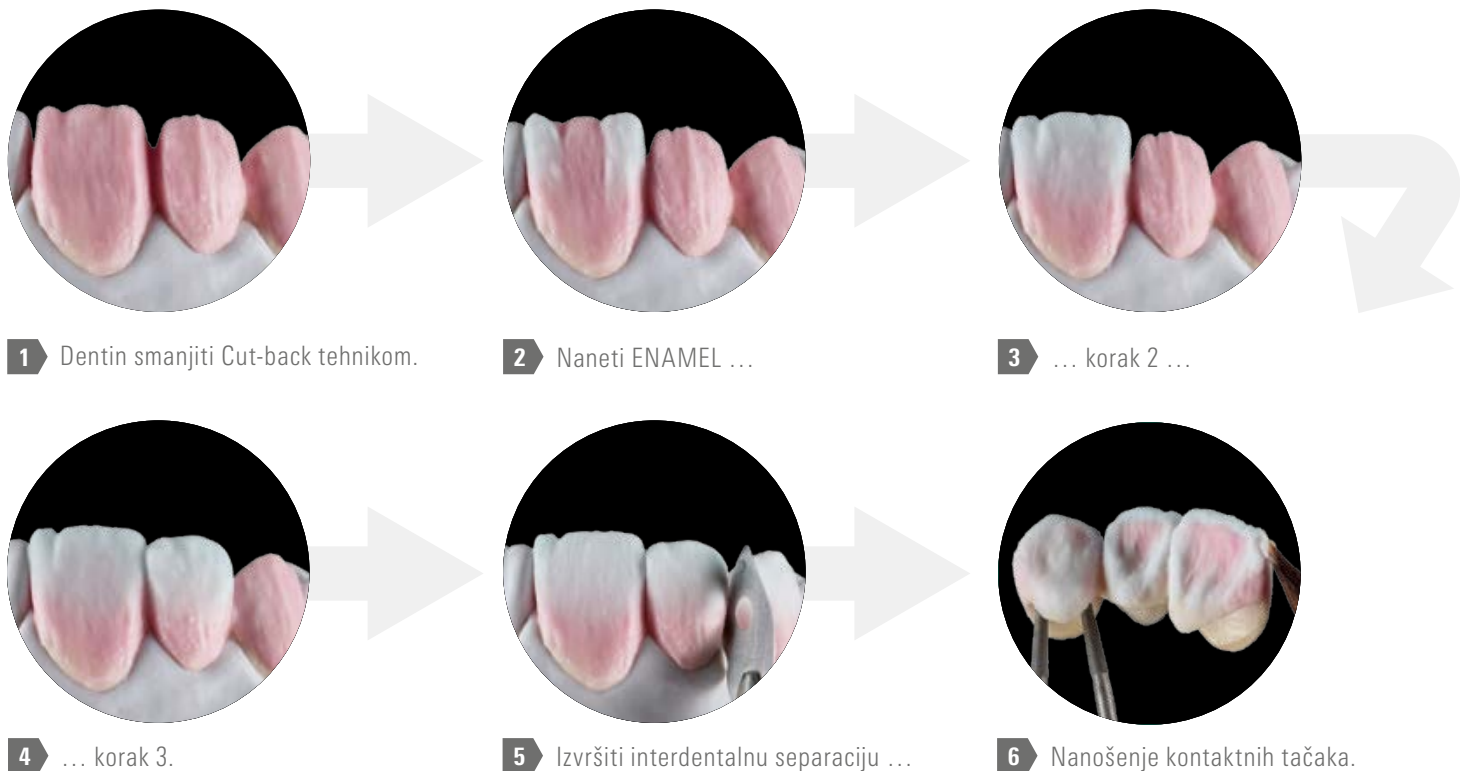 1 Dentin smanjiti Cut-back tehnikom.
2 Naneti ENAMEL …
3 … korak 2 …
4 … korak 3.
5 Izvršiti interdentalnu separaciju …
6 Nanošenje kontaktnih tačaka.